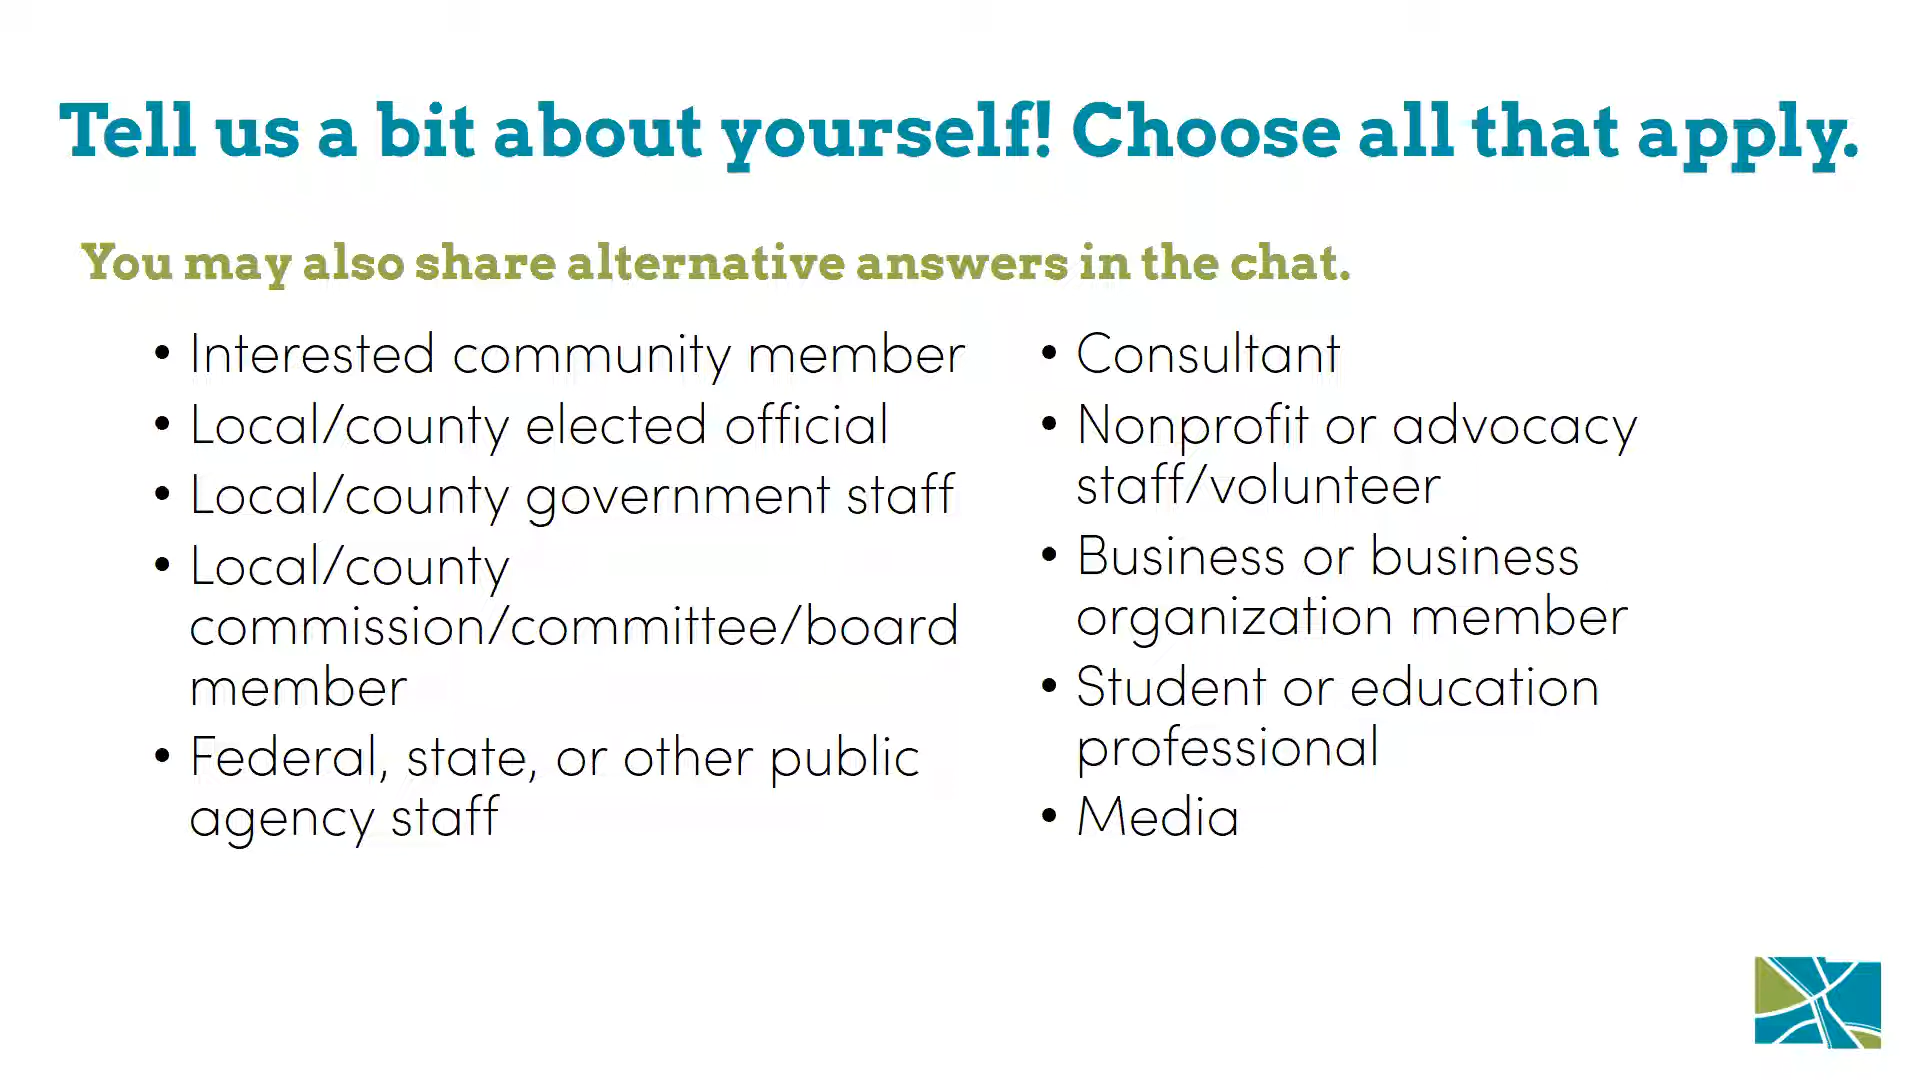 Tell us a bit about yourself! Choose all that apply.
You may also share alternative answers in the chat.
• Interested community member
• Local/county elected official
• Local/county government staff
• Local/county
commission/committee/board
member
• Federal, state, or other public
agency staff
• Consultant
• Nonprofit or advocacy
staff/volunteer
• Business or business
organization member
• Student or education
professional
• Media